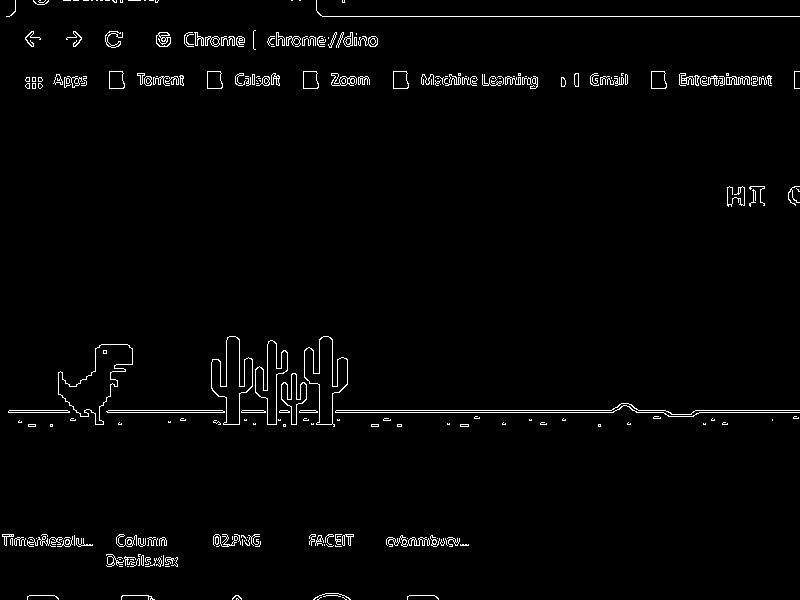 Chrome | chrome://dino
Apps Torrent Calsoft Zoom Machine Learning Gmail Entertainment
HI
TimerResolu... Column 02.PNG FACEIT cvbnmbvcv...
Details.xlsx